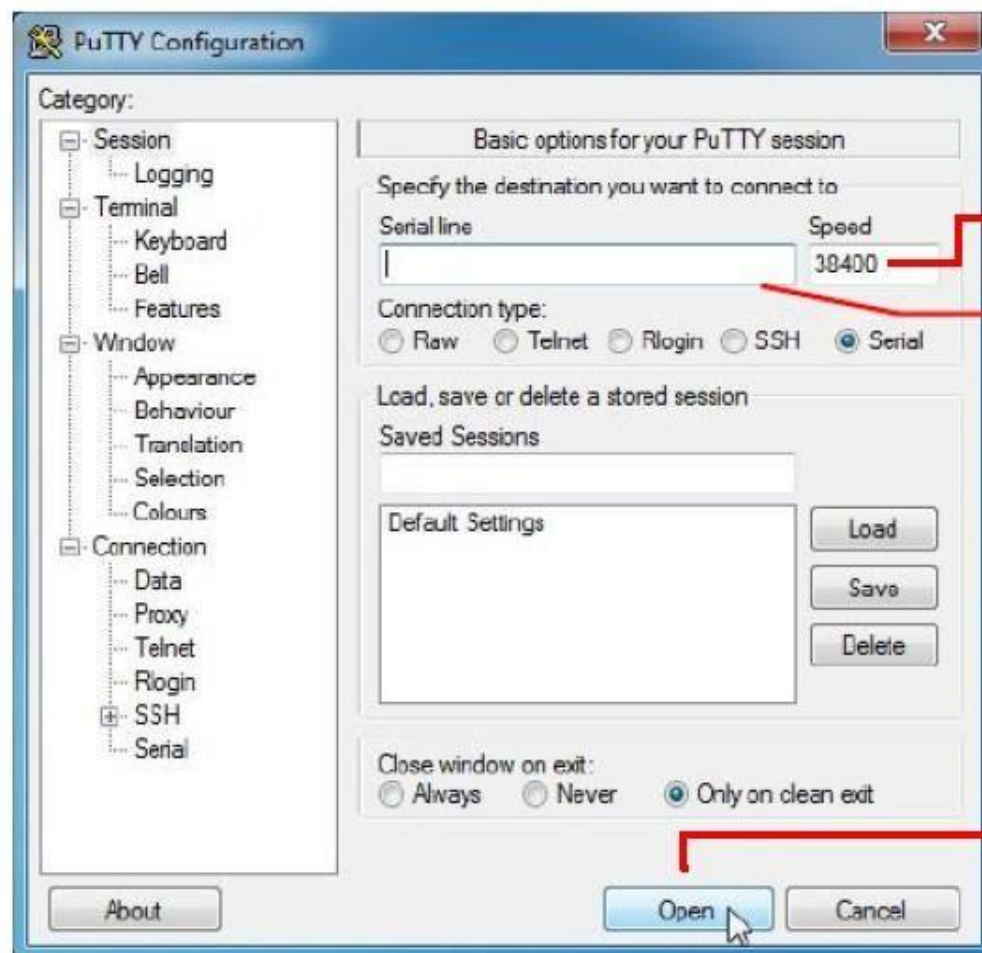 PuTTY Configuration
Category:
Session
Logging
Terminal
Keyboard
Bell
Features
Window
Appearance
Behaviour
Translation
Selection
Colours
Connection
Data
Proxy
Telnet
Rlogin
SSH
Serial
Basic options for your PuTTY session
Specify the destination you want to connect to
Serial line Speed
38400
Connection type:
Raw Telnet Rlogin SSH Serial
Load, save or delete a stored session
Saved Sessions
Default Settings
Load
Save
Delete
Close window on exit:
Always Never Only on clean exit
About Open Cancel